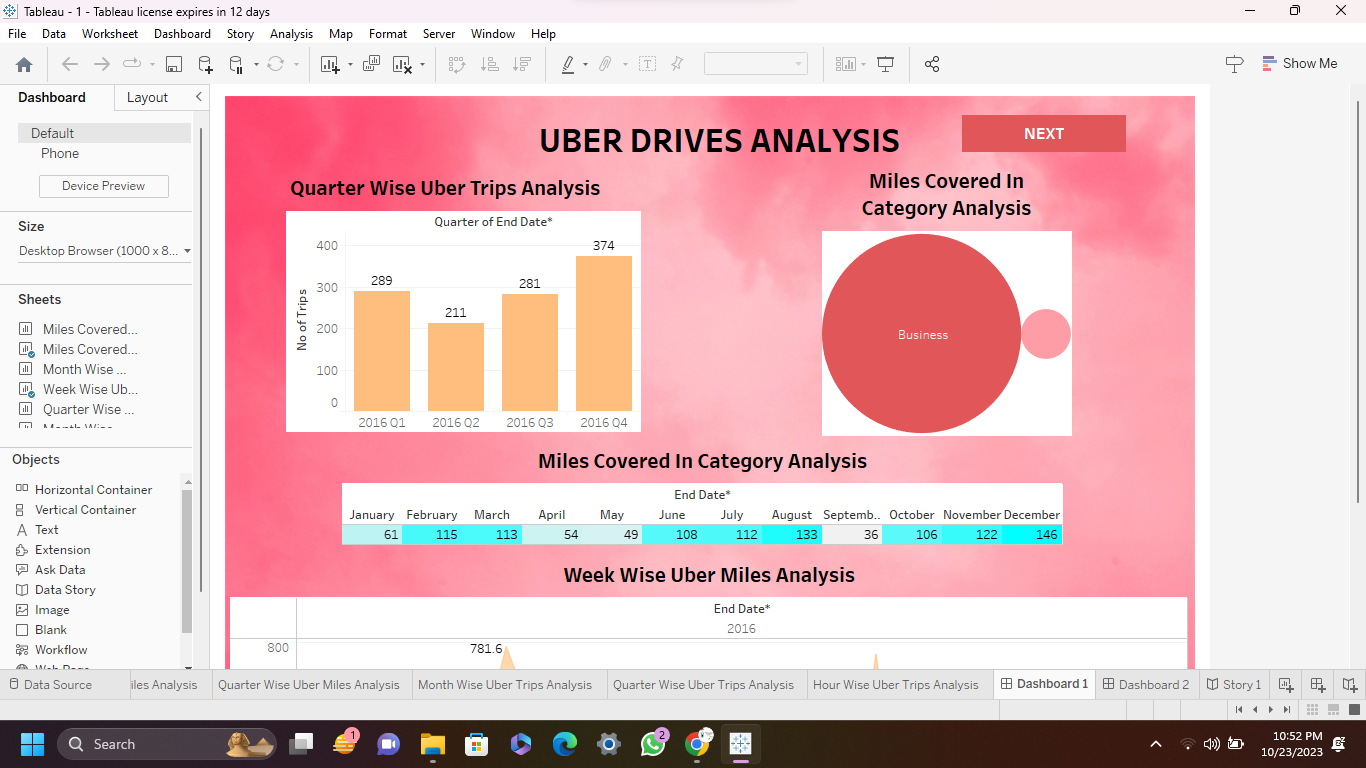 Tableau - 1 - Tableau license expires in 12 days
File Data Worksheet Dashboard Story Analysis Map Format Server Window Help
Show Me
Dashboard Layout
Default
Phone
Device Preview
Size
Desktop Browser (1000 x 8...
Sheets
Miles Covered...
Miles Covered...
Month Wise ...
Week Wise Ub...
Quarter Wise ...
Month Wise
Objects
Horizontal Container
Vertical Container
Text
Extension
Ask Data
Data Story
Image
Blank
Workflow
Web Page
UBER DRIVES ANALYSIS
NEXT
Quarter Wise Uber Trips Analysis
Quarter of End Date*
No of Trips
400
300
200
100
0
289 211 281 374
2016 Q1 2016 Q2 2016 Q3 2016 Q4
Miles Covered In
Category Analysis
Business
Miles Covered In Category Analysis
End Date*
January February March April May June July August Septemb.. October November December
61 115 113 54 49 108 112 133 36 106 122 146
Week Wise Uber Miles Analysis
End Date*
2016
800
781.6
Data Source iles Analysis Quarter Wise Uber Miles Analysis Month Wise Uber Trips Analysis Quarter Wise Uber Trips Analysis Hour Wise Uber Trips Analysis Dashboard 1 Dashboard 2 Story 1
Search
1
2
10:52 PM
10/23/2023